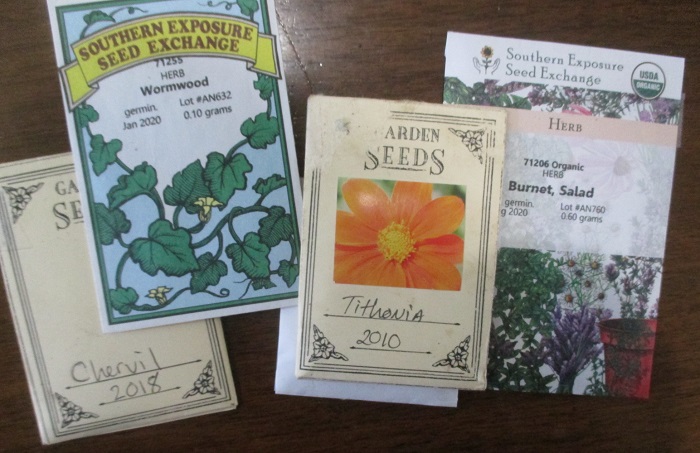 SOUTHERN EXPOSURE
SEED EXCHANGE
71255
HERB
Wormwood
germin. Lot #AN632
Jan 2020 0.10 grams
GA
SE
Chervil
2018
ARDEN
SEEDS
Tithonia
2010
Southern Exposure
Seed Exchange
USDA
ORGANIC
HERB
71206 Organic
HERB
Burnet, Salad
germin. Lot #AN760
g 2020 0.60 grams